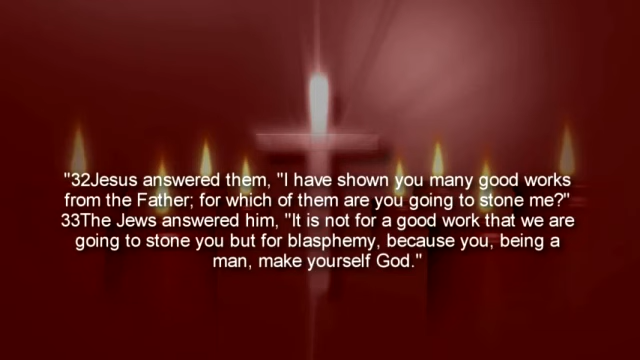 "32Jesus answered them, "I have shown you many good works
from the Father; for which of them are you going to stone me?"
33The Jews answered him, "It is not for a good work that we are
going to stone you but for blasphemy, because you, being a
man, make yourself God."